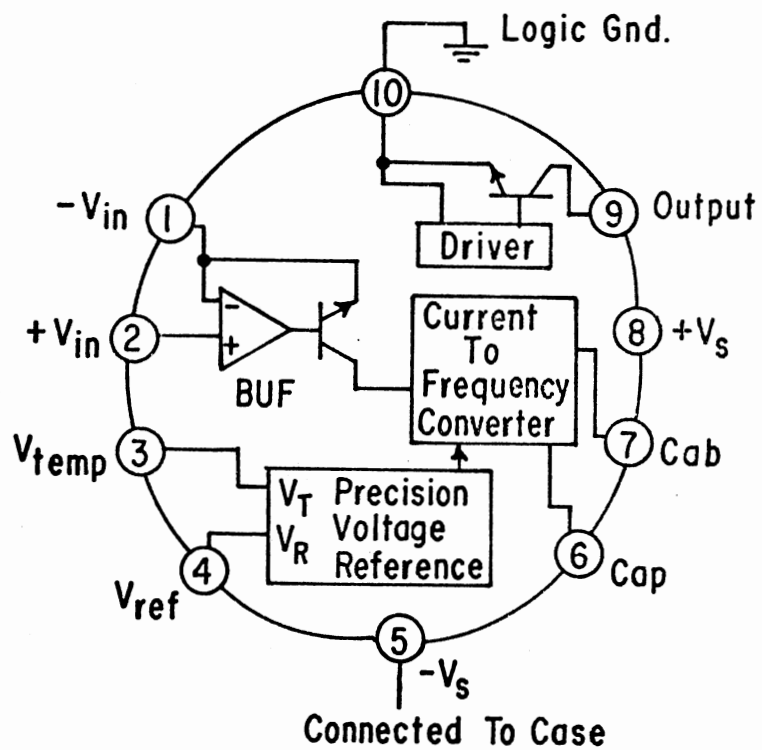 Logic Gnd.
10
-Vin
1
9
Output
Driver
+Vin
2
-
+
BUF
Current
To
Frequency
Converter
8
+Vs
7
Cab
Vtemp
3
VT Precision
VR Voltage
Reference
4
Vref
6
Cap
5
-Vs
Connected To Case